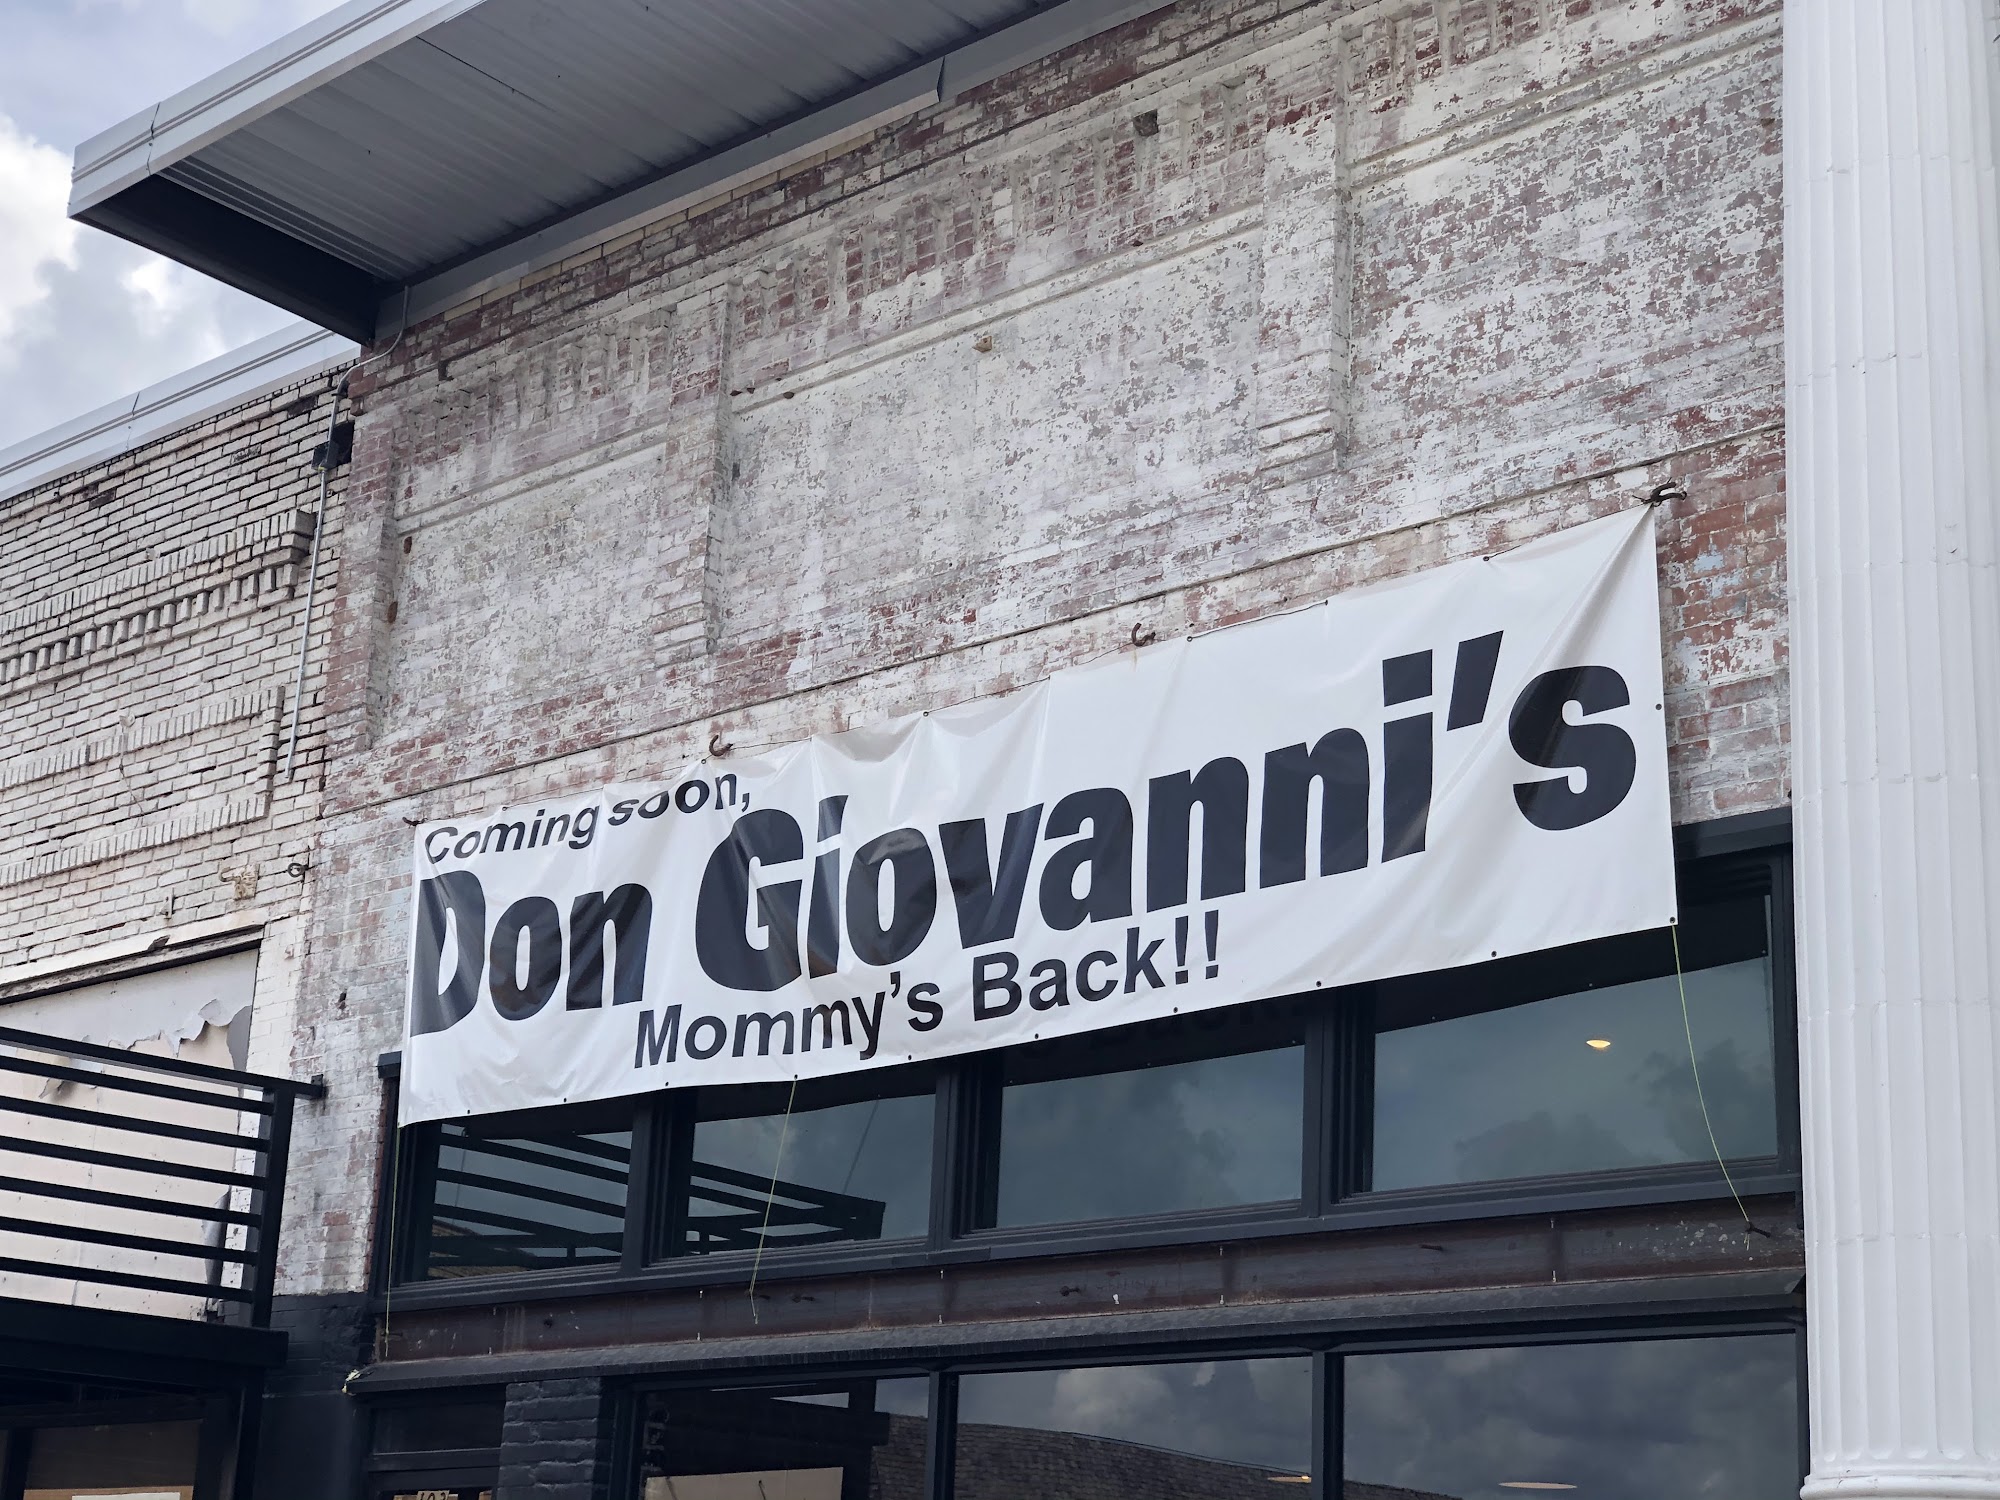 Coming soon,
Don Giovanni's
Mommy's Back!!